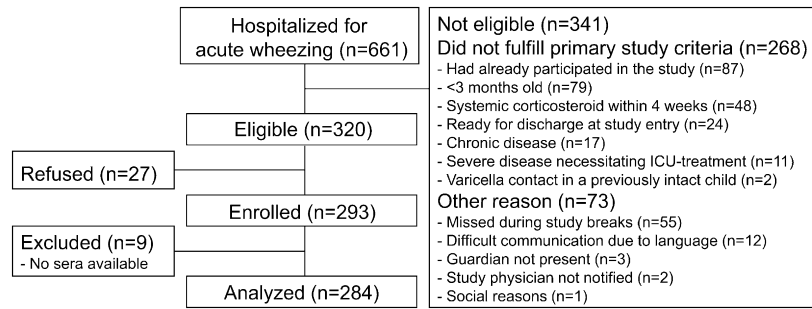 Hospitalized for
acute wheezing (n=661)
Not eligible (n=341)
Did not fulfill primary study criteria (n=268)
- Had already participated in the study (n=87)
- <3 months old (n=79)
- Systemic corticosteroid within 4 weeks (n=48)
- Ready for discharge at study entry (n=24)
- Chronic disease (n=17)
- Severe disease necessitating ICU-treatment (n=11)
- Varicella contact in a previously intact child (n=2)
Other reason (n=73)
- Missed during study breaks (n=55)
- Difficult communication due to language (n=12)
- Guardian not present (n=3)
- Study physician not notified (n=2)
- Social reasons (n=1)
Eligible (n=320)
Refused (n=27)
Enrolled (n=293)
Excluded (n=9)
- No sera available
Analyzed (n=284)